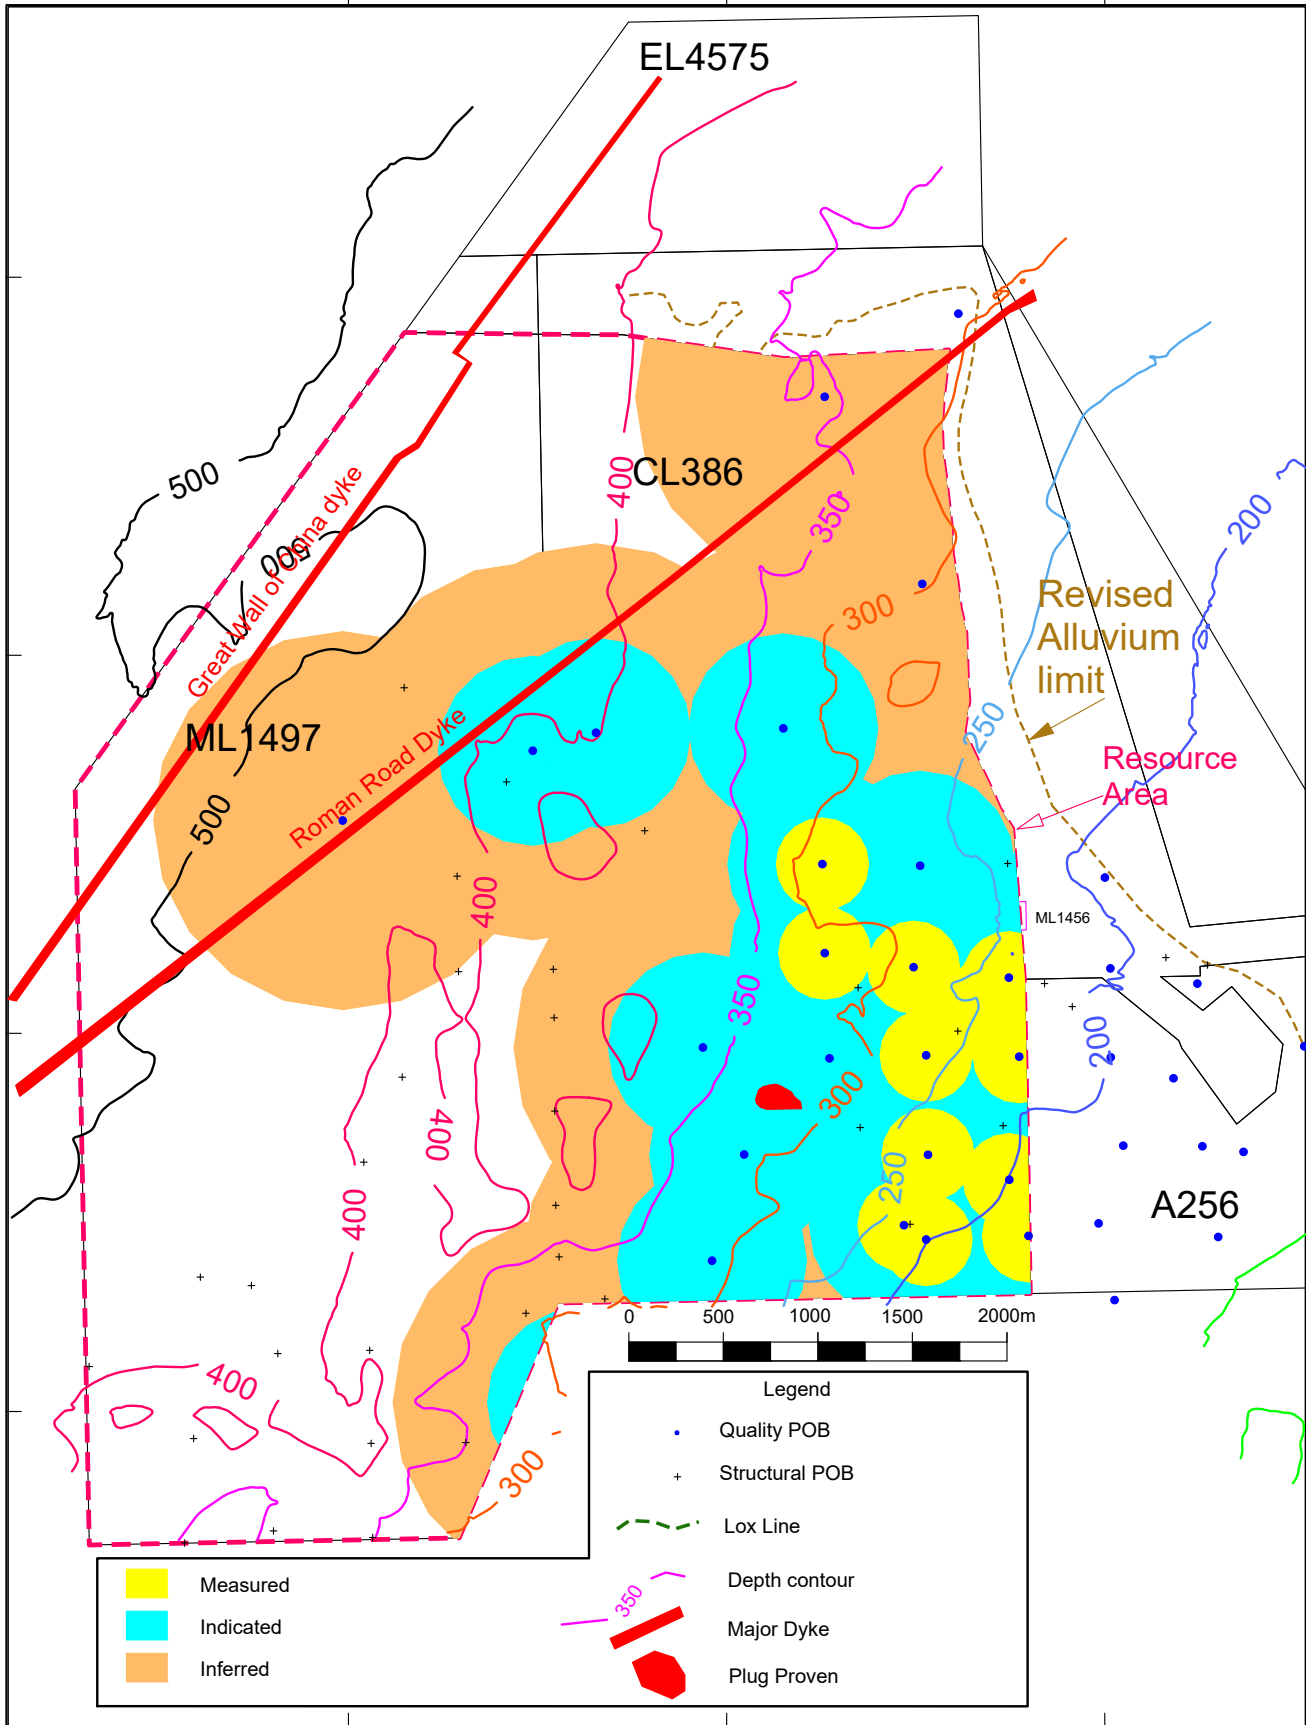 EL4575
500
CL386
400
350
200
500
Great Wall of China dyke
300
Revised
Alluvium
limit
ML1497
Roman Road Dyke
250
Resource
Area
500
400
ML1456
350
200
300
400
250
400
A256
400
300
0 500 1000 1500 2000m
Legend
Quality POB
Structural POB
Lox Line
350
Depth contour
Major Dyke
Plug Proven
Measured
Indicated
Inferred